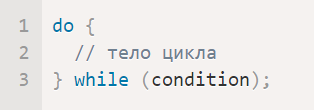 1 do {
2   // тело цикла
3 } while (condition);